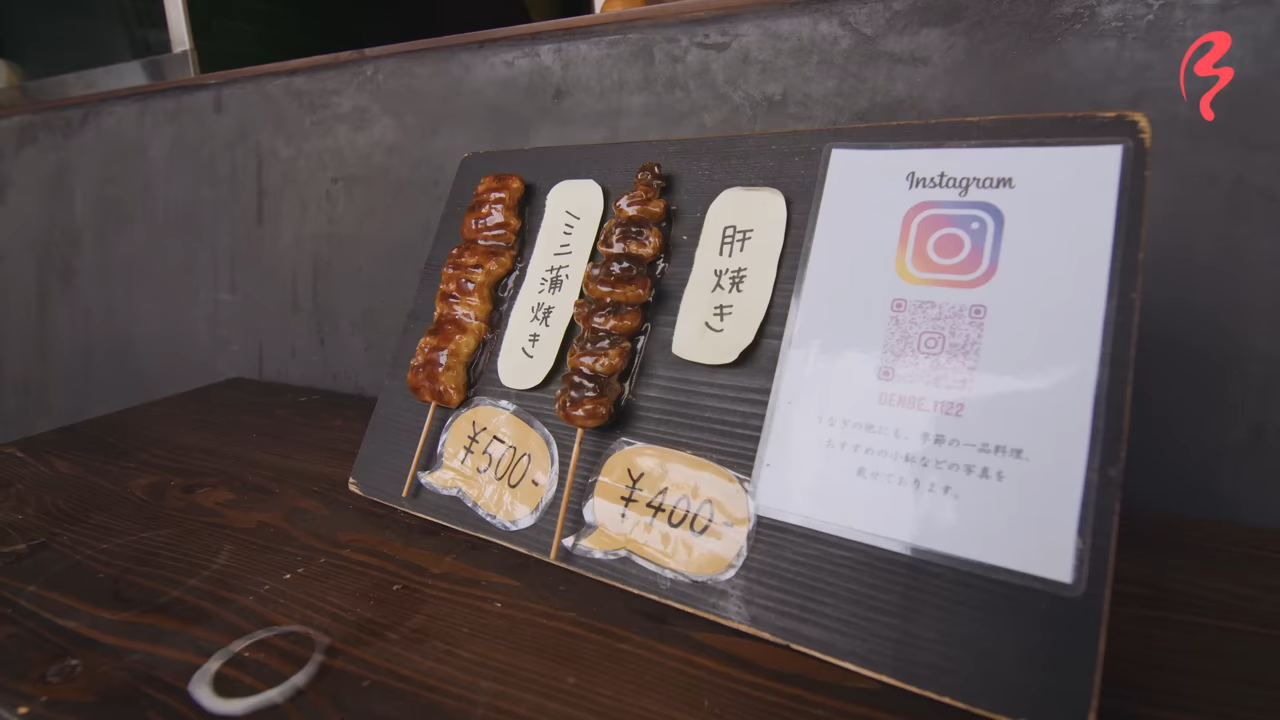 ミニ蒲焼き
肝焼き
¥500-
¥400-
Instagram
DENBE_1122
うなぎの他にも、季節の一品料理、
おすすめの小鉢などの写真を
載せております。